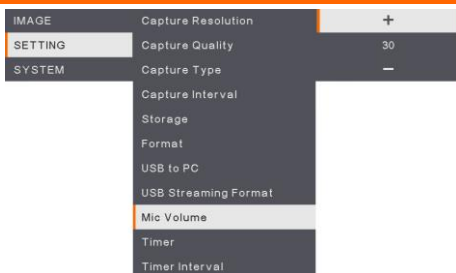 IMAGE
SETTING
SYSTEM
Capture Resolution
Capture Quality
Capture Type
Capture Interval
Storage
Format
USB to PC
USB Streaming Format
Mic Volume
Timer
Timer Interval
+
30
−